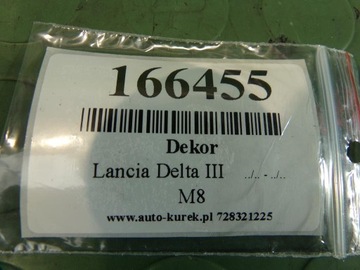 166455
Dekor
Lancia Delta III ../.. - ../..
M8
www.auto-kurek.pl 728321225